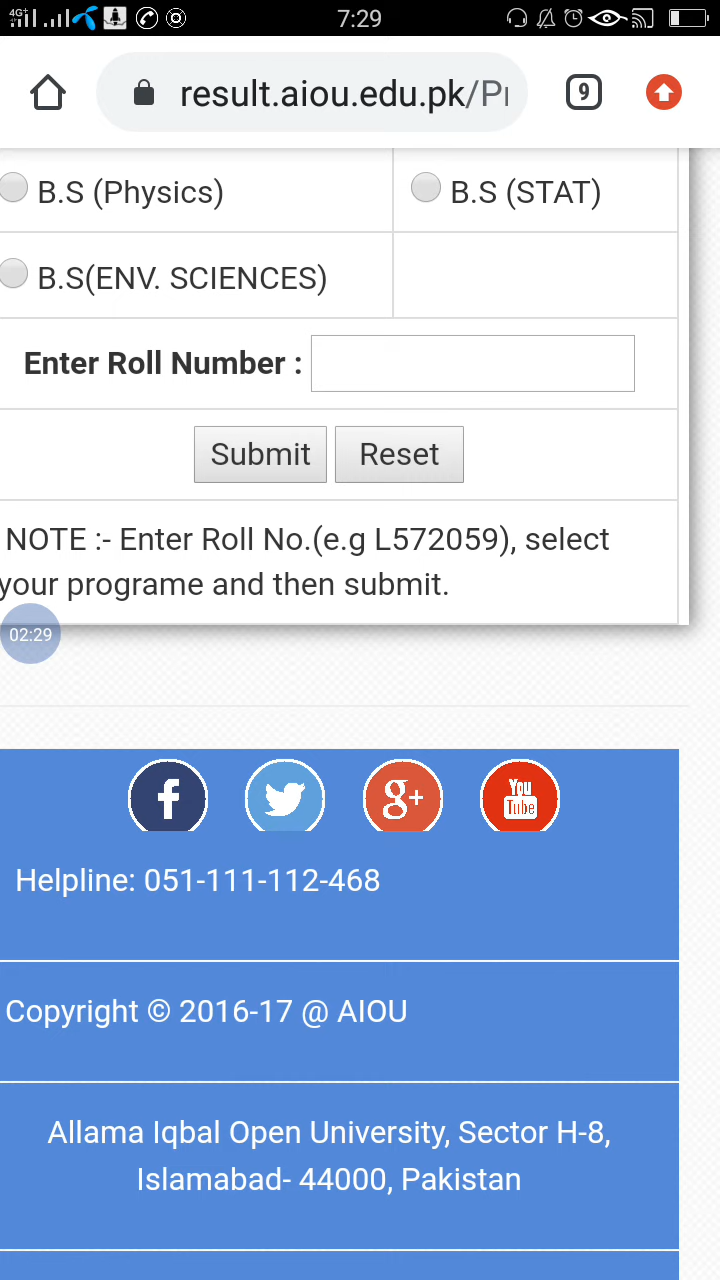 4G+ 7:29
result.aiou.edu.pk/P 9
B.S (Physics) B.S (STAT)
B.S(ENV. SCIENCES)
Enter Roll Number :
Submit Reset
NOTE :- Enter Roll No.(e.g L572059), select
your programe and then submit.
02:29
f g+ You Tube
Helpline: 051-111-112-468
Copyright © 2016-17 @ AIOU
Allama Iqbal Open University, Sector H-8,
Islamabad- 44000, Pakistan